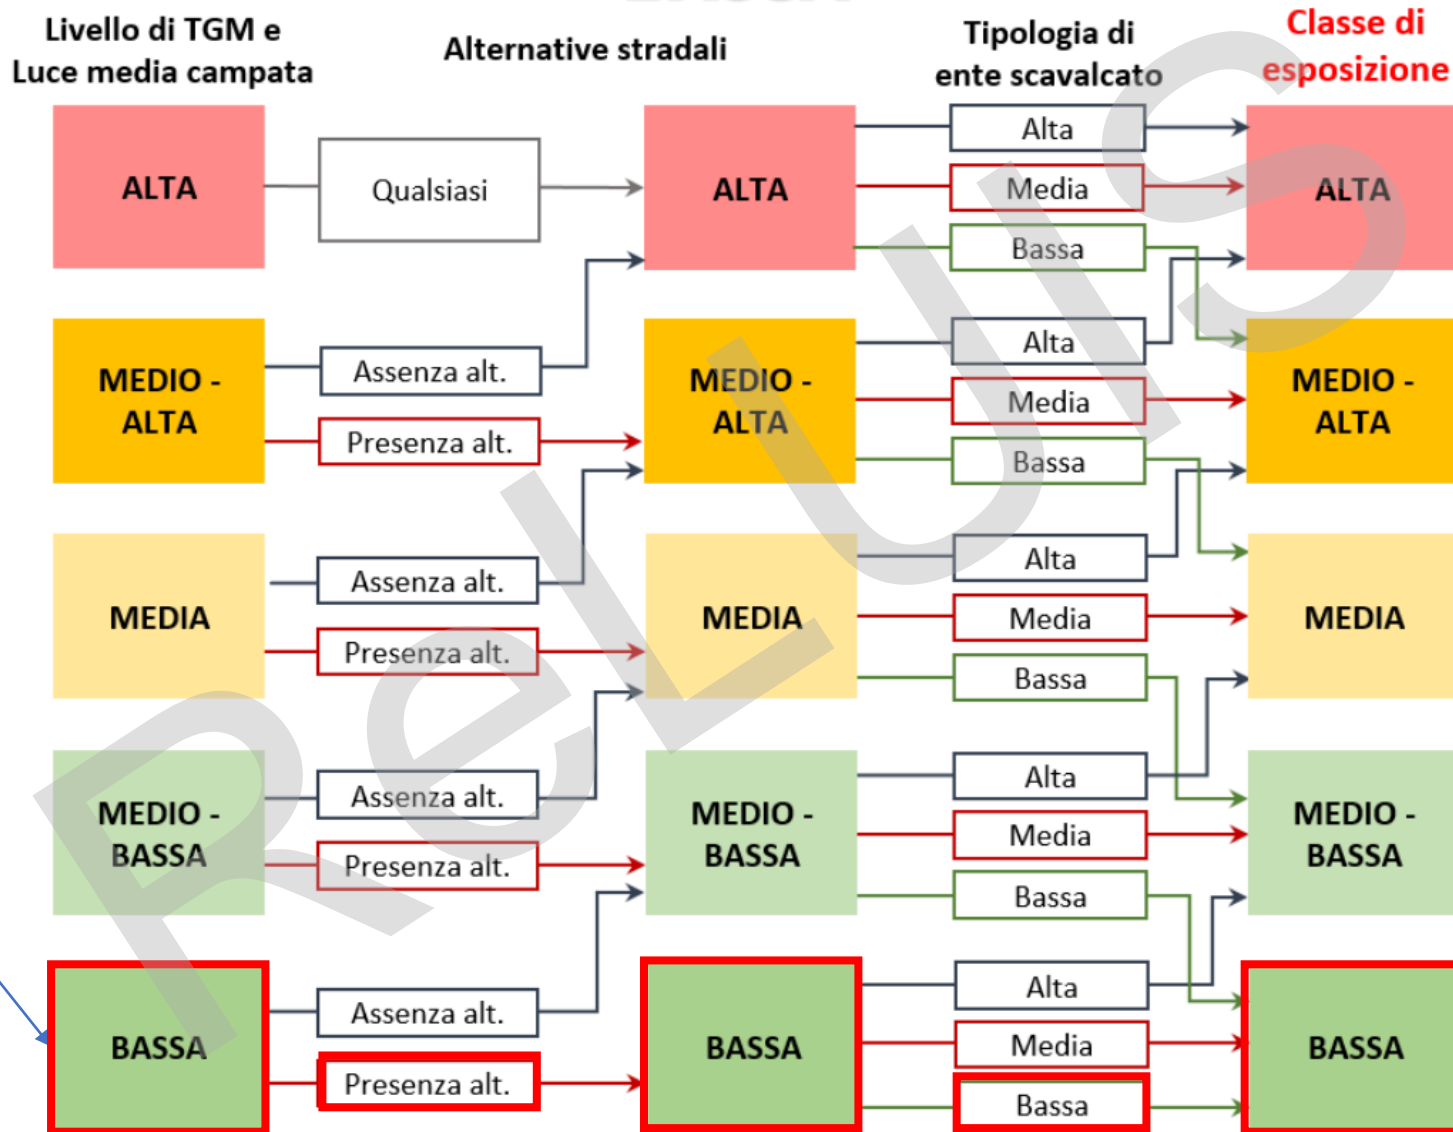 Livello di TGM e
Luce media campata
Alternative stradali
Tipologia di
ente scavalcato
Classe di
esposizione
ALTA
Qualsiasi
ALTA
Alta
Media
Bassa
ALTA
MEDIO -
ALTA
Assenza alt.
Presenza alt.
MEDIO -
ALTA
Alta
Media
Bassa
MEDIO -
ALTA
MEDIA
Assenza alt.
Presenza alt.
MEDIA
Alta
Media
Bassa
MEDIA
MEDIO -
BASSA
Assenza alt.
Presenza alt.
MEDIO -
BASSA
Alta
Media
Bassa
MEDIO -
BASSA
BASSA
Assenza alt.
Presenza alt.
BASSA
Alta
Media
Bassa
BASSA
ReLUIS